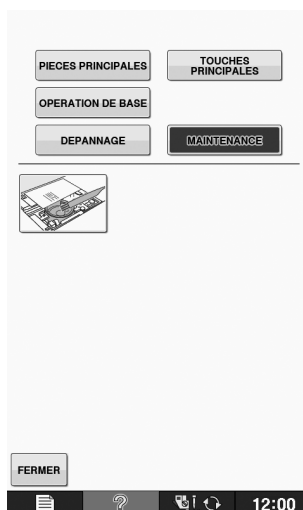 PIECES PRINCIPALES
TOUCHES
PRINCIPALES
OPERATION DE BASE
DEPANNAGE
MAINTENANCE
FERMER
12:00